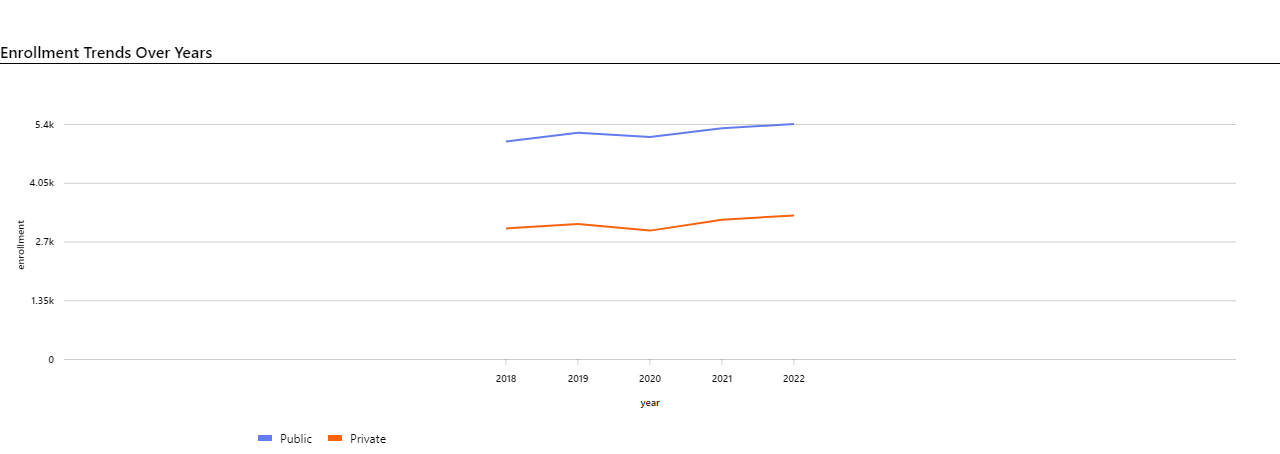 Enrollment Trends Over Years
5.4k
4.05k
2.7k
1.35k
0
enrollment
2018 2019 2020 2021 2022
year
Public Private